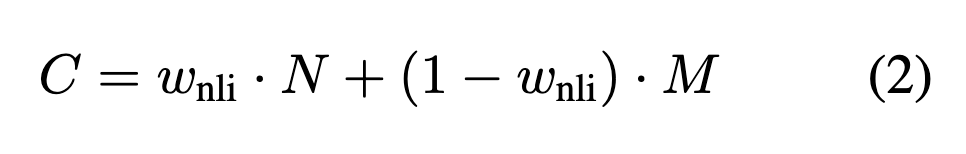 C = w_nli · N + (1 − w_nli) · M (2)